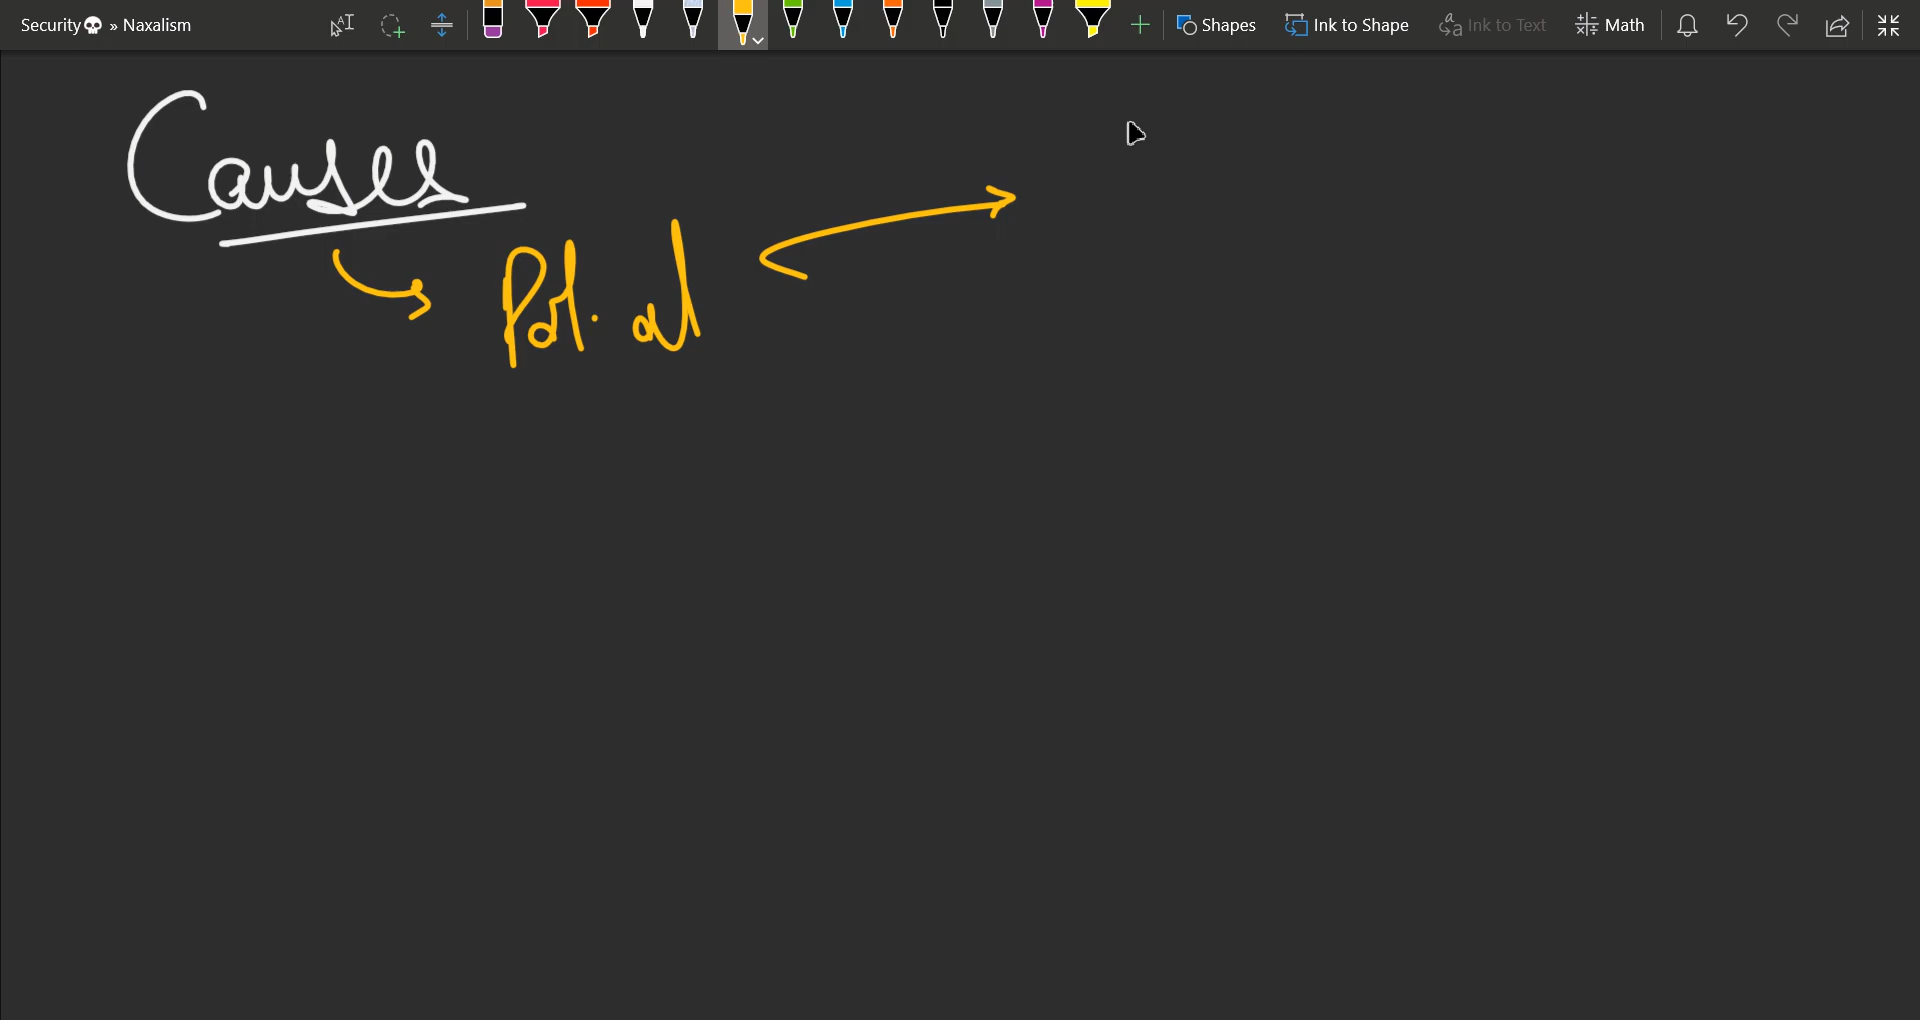 Security💀 » Naxalism Shapes Ink to Shape Ink to Text Math
Causes
Pol. al